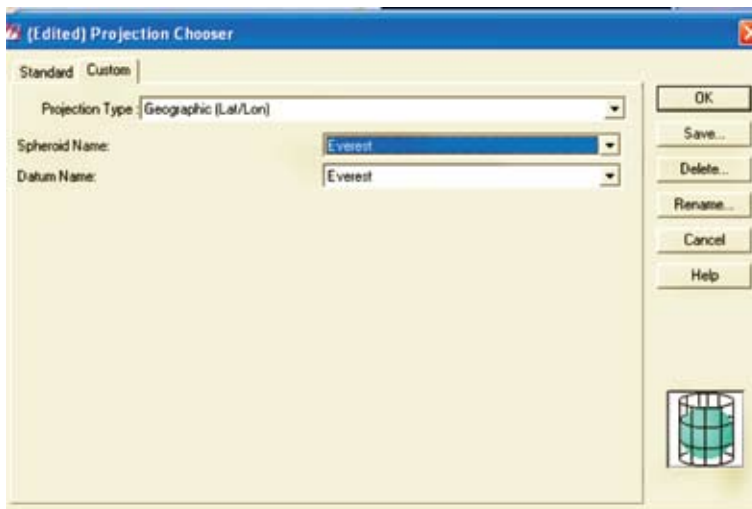 (Edited) Projection Chooser
Standard Custom
Projection Type : Geographic (Lat/Lon)
Spheroid Name: Everest
Datum Name: Everest
OK
Save...
Delete...
Rename...
Cancel
Help